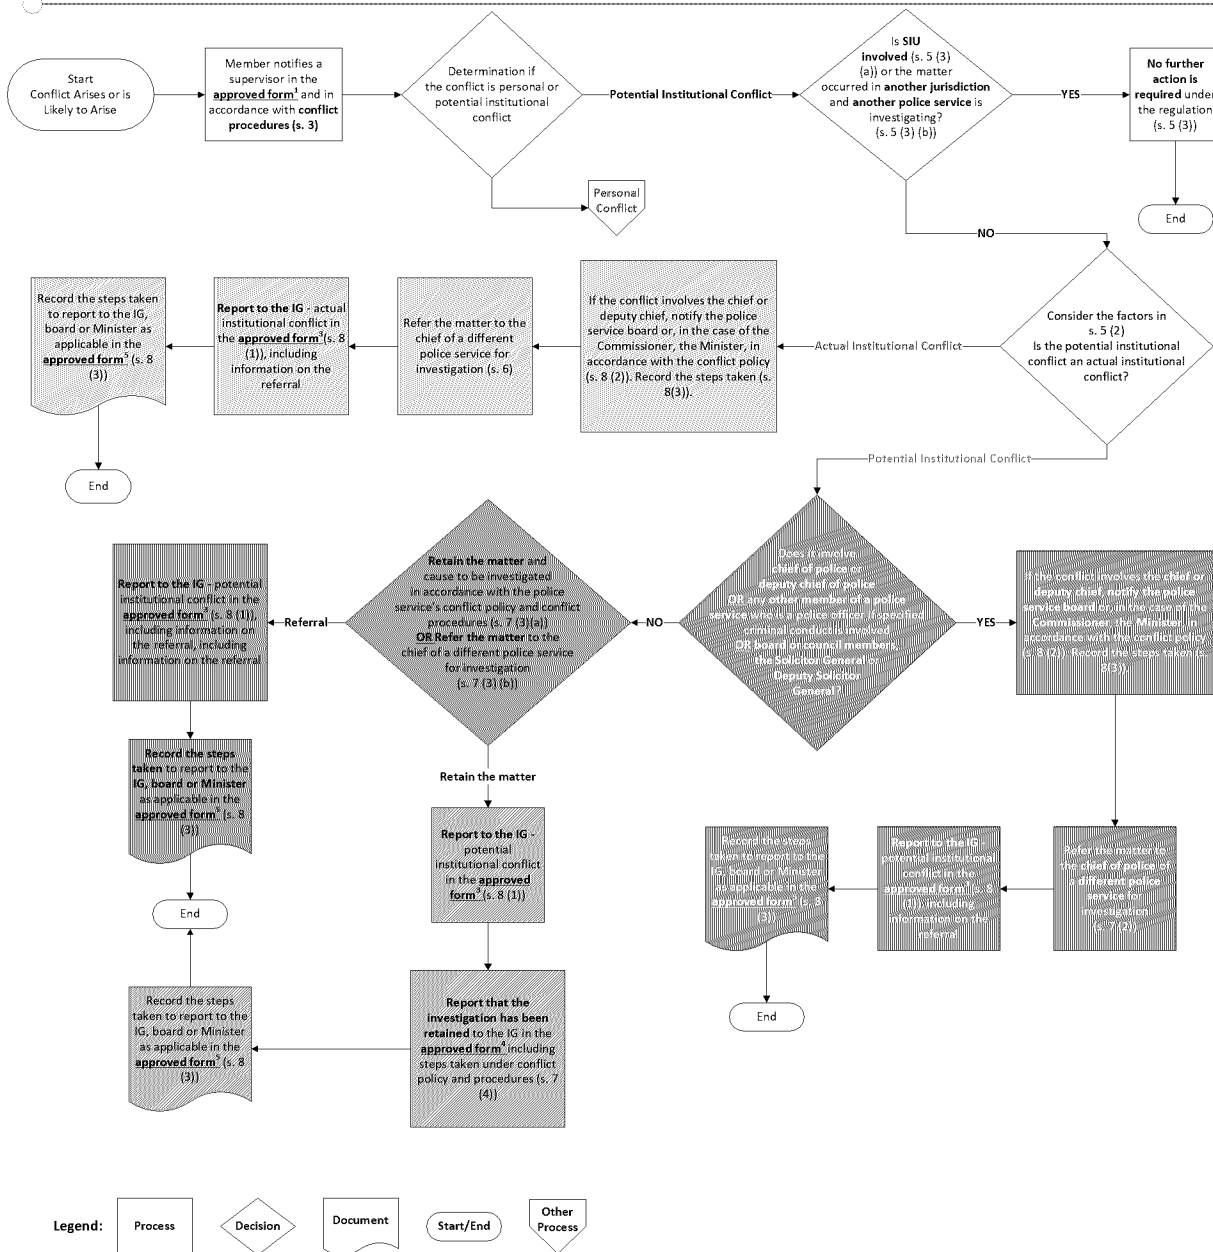 Start
Conflict Arises or is
Likely to Arise
Member notifies a
supervisor in the
approved form1 and in
accordance with conflict
procedures (s. 3)
Determination if
the conflict is personal or
potential institutional
conflict
Potential Institutional Conflict
Is SIU
involved (s. 5 (3)
(a)) or the matter
occurred in another jurisdiction
and another police service is
investigating?
(s. 5 (3) (b))
YES
No further
action is
required under
the regulation
(s. 5 (3))
End
Personal
Conflict
NO
Consider the factors in
s. 5 (2)
Is the potential institutional
conflict an actual institutional
conflict?
Actual Institutional Conflict
If the conflict involves the chief or
deputy chief, notify the police
service board or, in the case of the
Commissioner, the Minister, in
accordance with the conflict policy
(s. 8 (2)). Record the steps taken (s.
8(3)).
Refer the matter to the
chief of a different
police service for
investigation (s. 6)
Report to the IG - actual
institutional conflict in
the approved form3(s. 8
(1)), including
information on the
referral
Record the steps taken
to report to the IG,
board or Minister as
applicable in the
approved form5 (s. 8
(3))
End
Potential Institutional Conflict
Does it involve
chief of police or
deputy chief of police
OR any other member of a police
service who is a police officer, if specified
criminal conduct is involved
OR board or council members,
the Solicitor General or
Deputy Solicitor
General?
YES
If the conflict involves the chief or
deputy chief, notify the police
service board or, in the case of the
Commissioner, the Minister, in
accordance with the conflict policy
(s. 8 (2)). Record the steps taken (s.
8(3)).
NO
Retain the matter and
cause to be investigated
in accordance with the police
service's conflict policy and conflict
procedures (s. 7 (3)(a))
OR Refer the matter to the
chief of a different police service
for investigation
(s. 7 (3) (b))
Referral
Report to the IG - potential
institutional conflict in the
approved form3 (s. 8 (1)),
including information on
the referral, including
information on the referral
Record the steps
taken to report to the
IG, board or Minister
as applicable in the
approved form5 (s. 8
(3))
End
Retain the matter
Report to the IG -
potential
institutional conflict
in the approved
form3 (s. 8 (1))
Report that the
investigation has been
retained to the IG in the
approved form4 including
steps taken under conflict
policy and procedures (s. 7
(4))
Record the steps
taken to report to the
IG, board or Minister
as applicable in the
approved form5 (s. 8
(3))
Refer the matter to
the chief of police of
a different police
service for
investigation
(s. 7 (2))
Report to the IG -
potential institutional
conflict in the
approved form3 (s. 8
(1)), including
information on the
referral
Record the steps
taken to report to the
IG, board or Minister
as applicable in the
approved form5 (s. 8
(3))
End
Legend:
Process
Decision
Document
Start/End
Other
Process